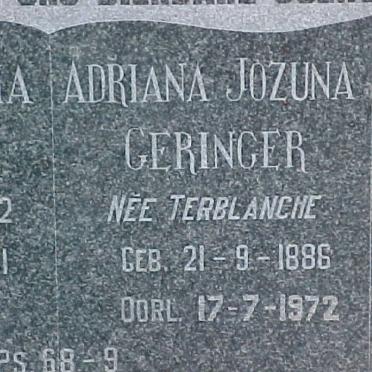 ADRIANA JOZUNA
GERINGER
NÉE TERBLANCHE
GEB. 21-9-1886
OORL. 17-7-1972
PS 68-9